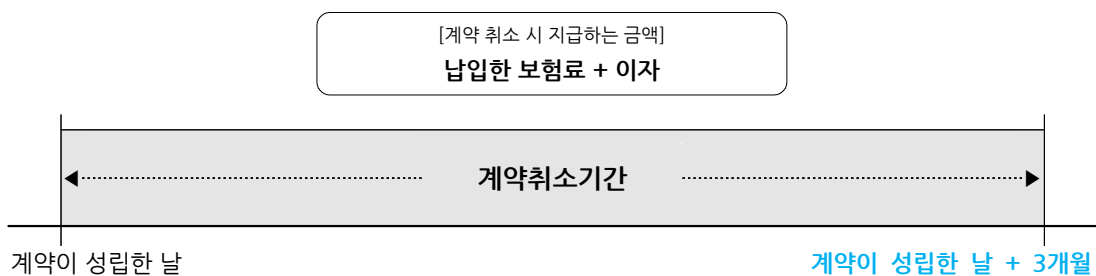 [계약 취소 시 지급하는 금액]
납입한 보험료 + 이자
계약취소기간
계약이 성립한 날
계약이 성립한 날 + 3개월